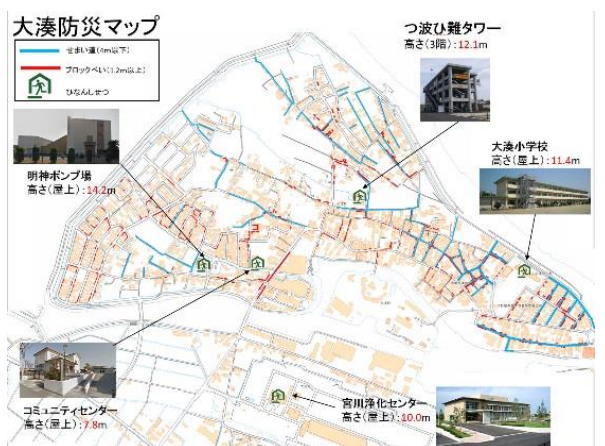 大湊防災マップ
せまい道(4m以下)
ブロックべい(1.2m以上)
ひなんしせつ
つ波ひ難タワー
高さ(3階):12.1m
大湊小学校
高さ(屋上):11.4m
明神ポンプ場
高さ(屋上):14.2m
コミュニティセンター
高さ(屋上):7.8m
宮川浄化センター
高さ(屋上):10.0m